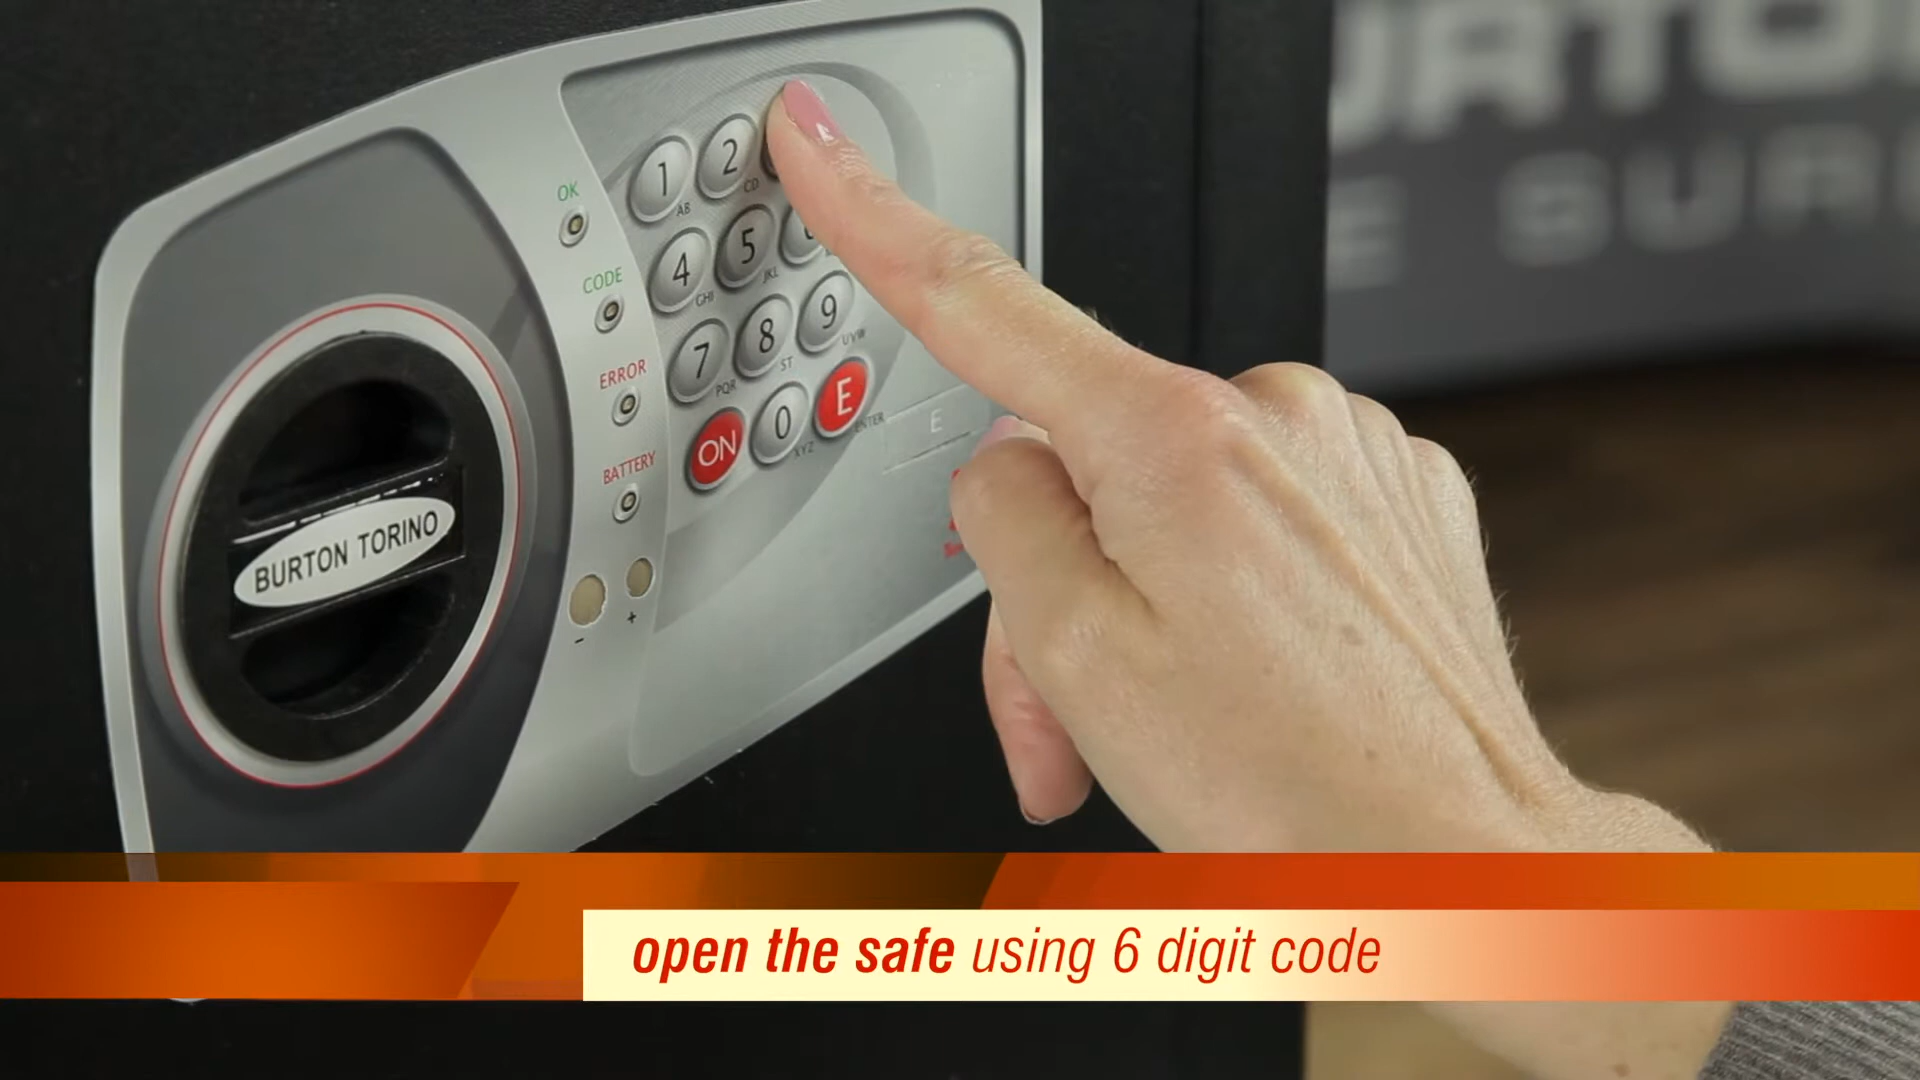 OK
CODE
ERROR
BATTERY
- +
1 AB 2 CD
4 GHI 5 JKL
7 PQR 8 ST 9 UVW
ON 0 XYZ E ENTER
E
BURTON TORINO
open the safe using 6 digit code